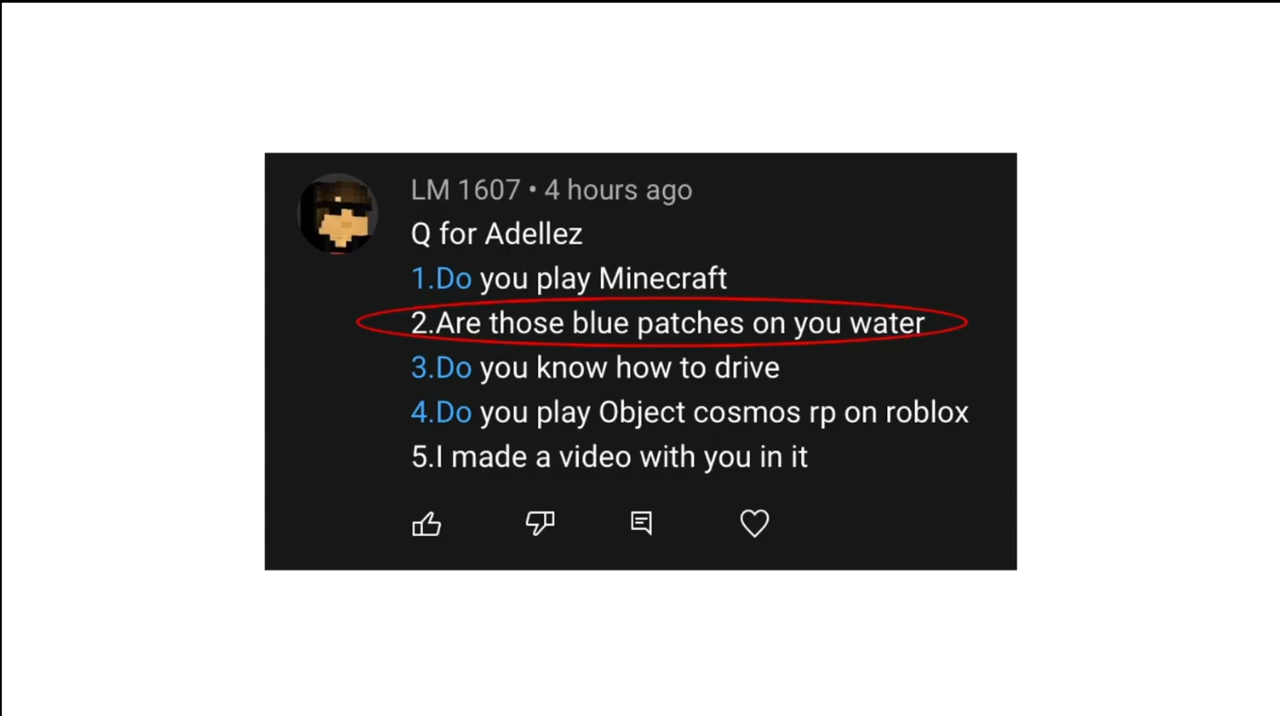 LM 1607 • 4 hours ago
Q for Adellez
1.Do you play Minecraft
2.Are those blue patches on you water
3.Do you know how to drive
4.Do you play Object cosmos rp on roblox
5.I made a video with you in it